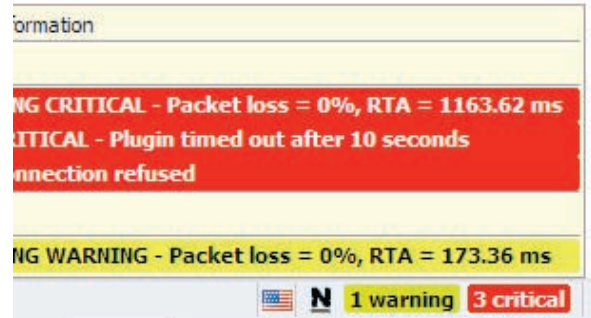 formation
NG CRITICAL - Packet loss = 0%, RTA = 1163.62 ms
RITICAL - Plugin timed out after 10 seconds
onnection refused
NG WARNING - Packet loss = 0%, RTA = 173.36 ms
N 1 warning 3 critical